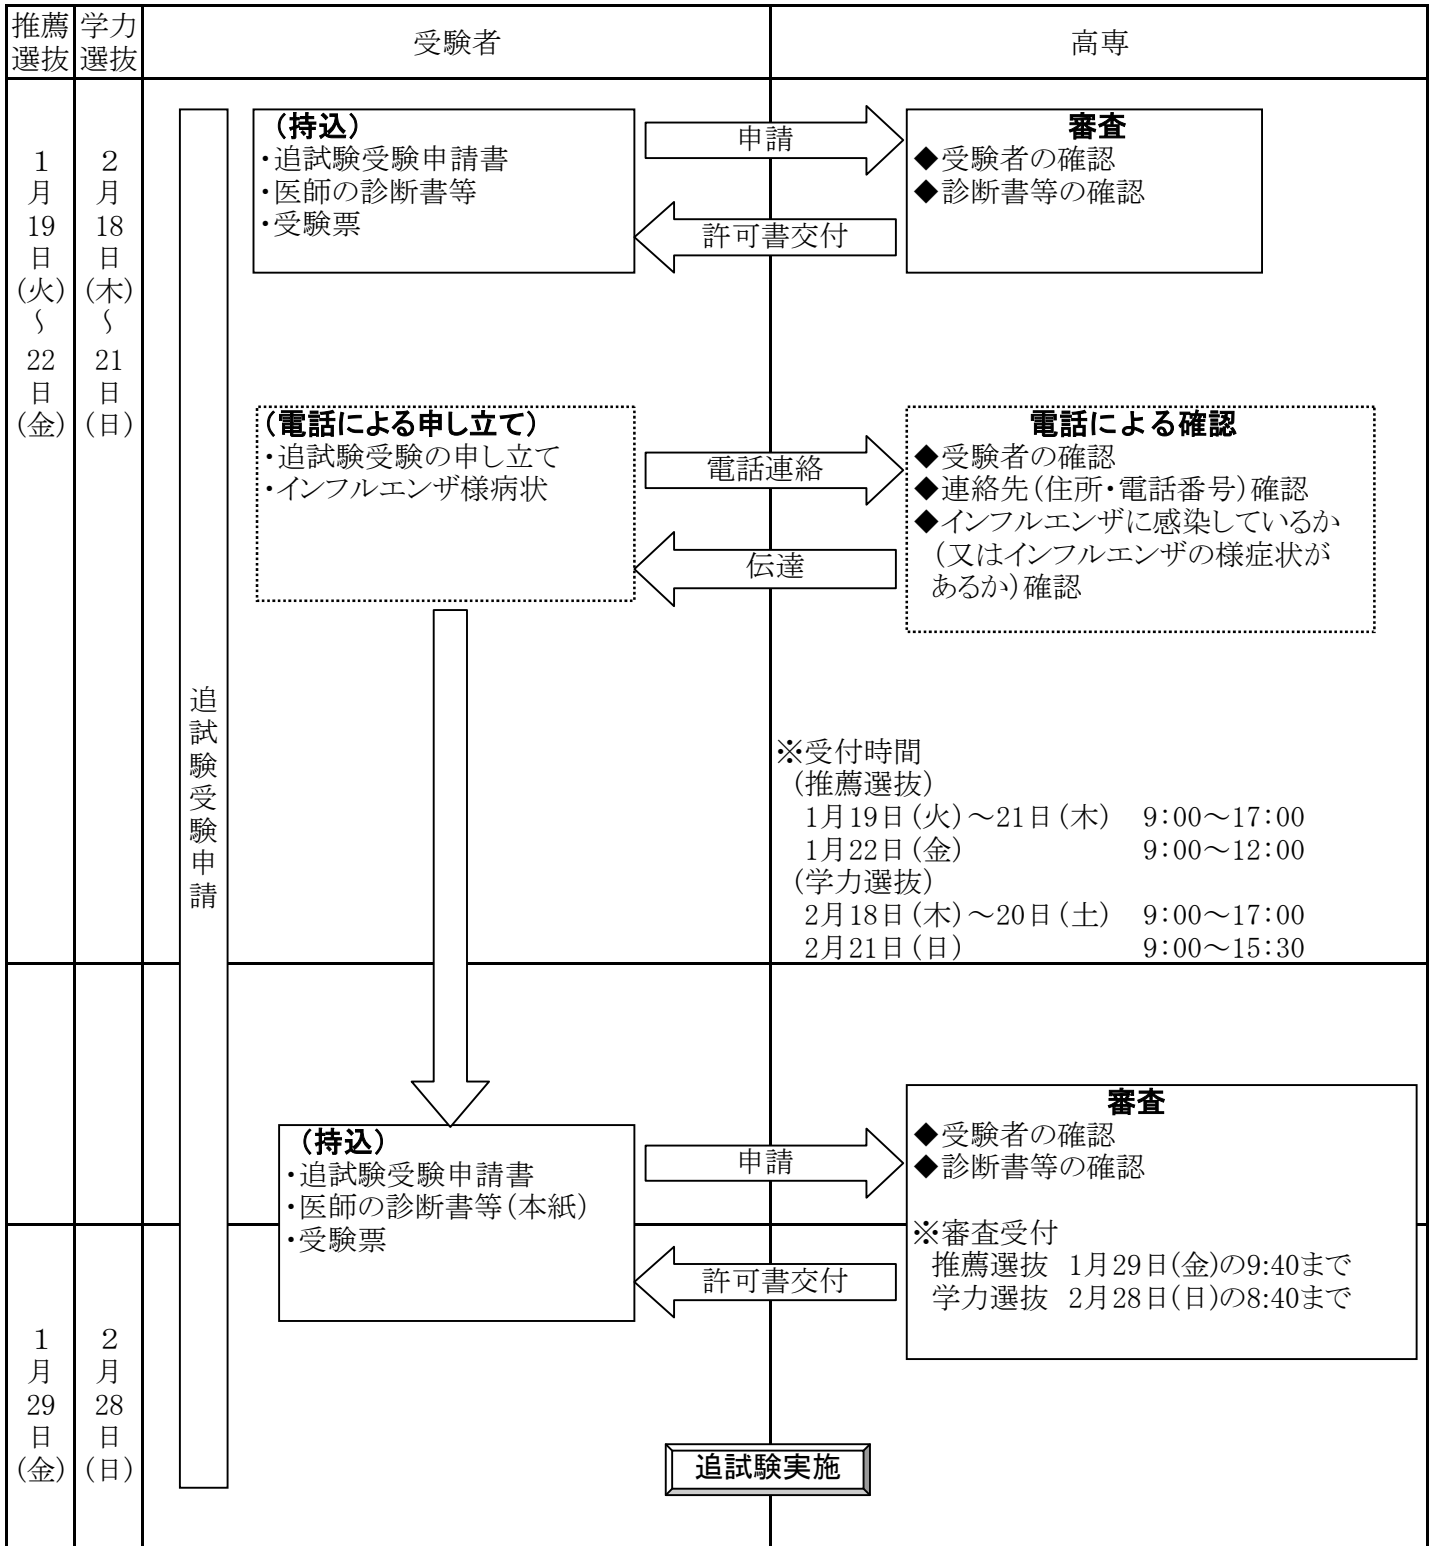 推薦
選抜
学力
選抜
受験者
高専
1
月
19
日
(火)
～
22
日
(金)
2
月
18
日
(木)
～
21
日
(日)
追試験受験申請
（持込）
・追試験受験申請書
・医師の診断書等
・受験票
申請
許可書交付
審査
◆受験者の確認
◆診断書等の確認
（電話による申し立て）
・追試験受験の申し立て
・インフルエンザ様病状
電話連絡
伝達
電話による確認
◆受験者の確認
◆連絡先（住所・電話番号）確認
◆インフルエンザに感染しているか
（又はインフルエンザの様症状が
あるか）確認
※受付時間
（推薦選抜）
1月19日（火）～21日（木） 9:00～17:00
1月22日（金） 9:00～12:00
（学力選抜）
2月18日（木）～20日（土） 9:00～17:00
2月21日（日） 9:00～15:30
（持込）
・追試験受験申請書
・医師の診断書等（本紙）
・受験票
申請
許可書交付
審査
◆受験者の確認
◆診断書等の確認
※審査受付
推薦選抜 1月29日(金)の9:40まで
学力選抜 2月28日(日)の8:40まで
1
月
29
日
(金)
2
月
28
日
(日)
追試験実施